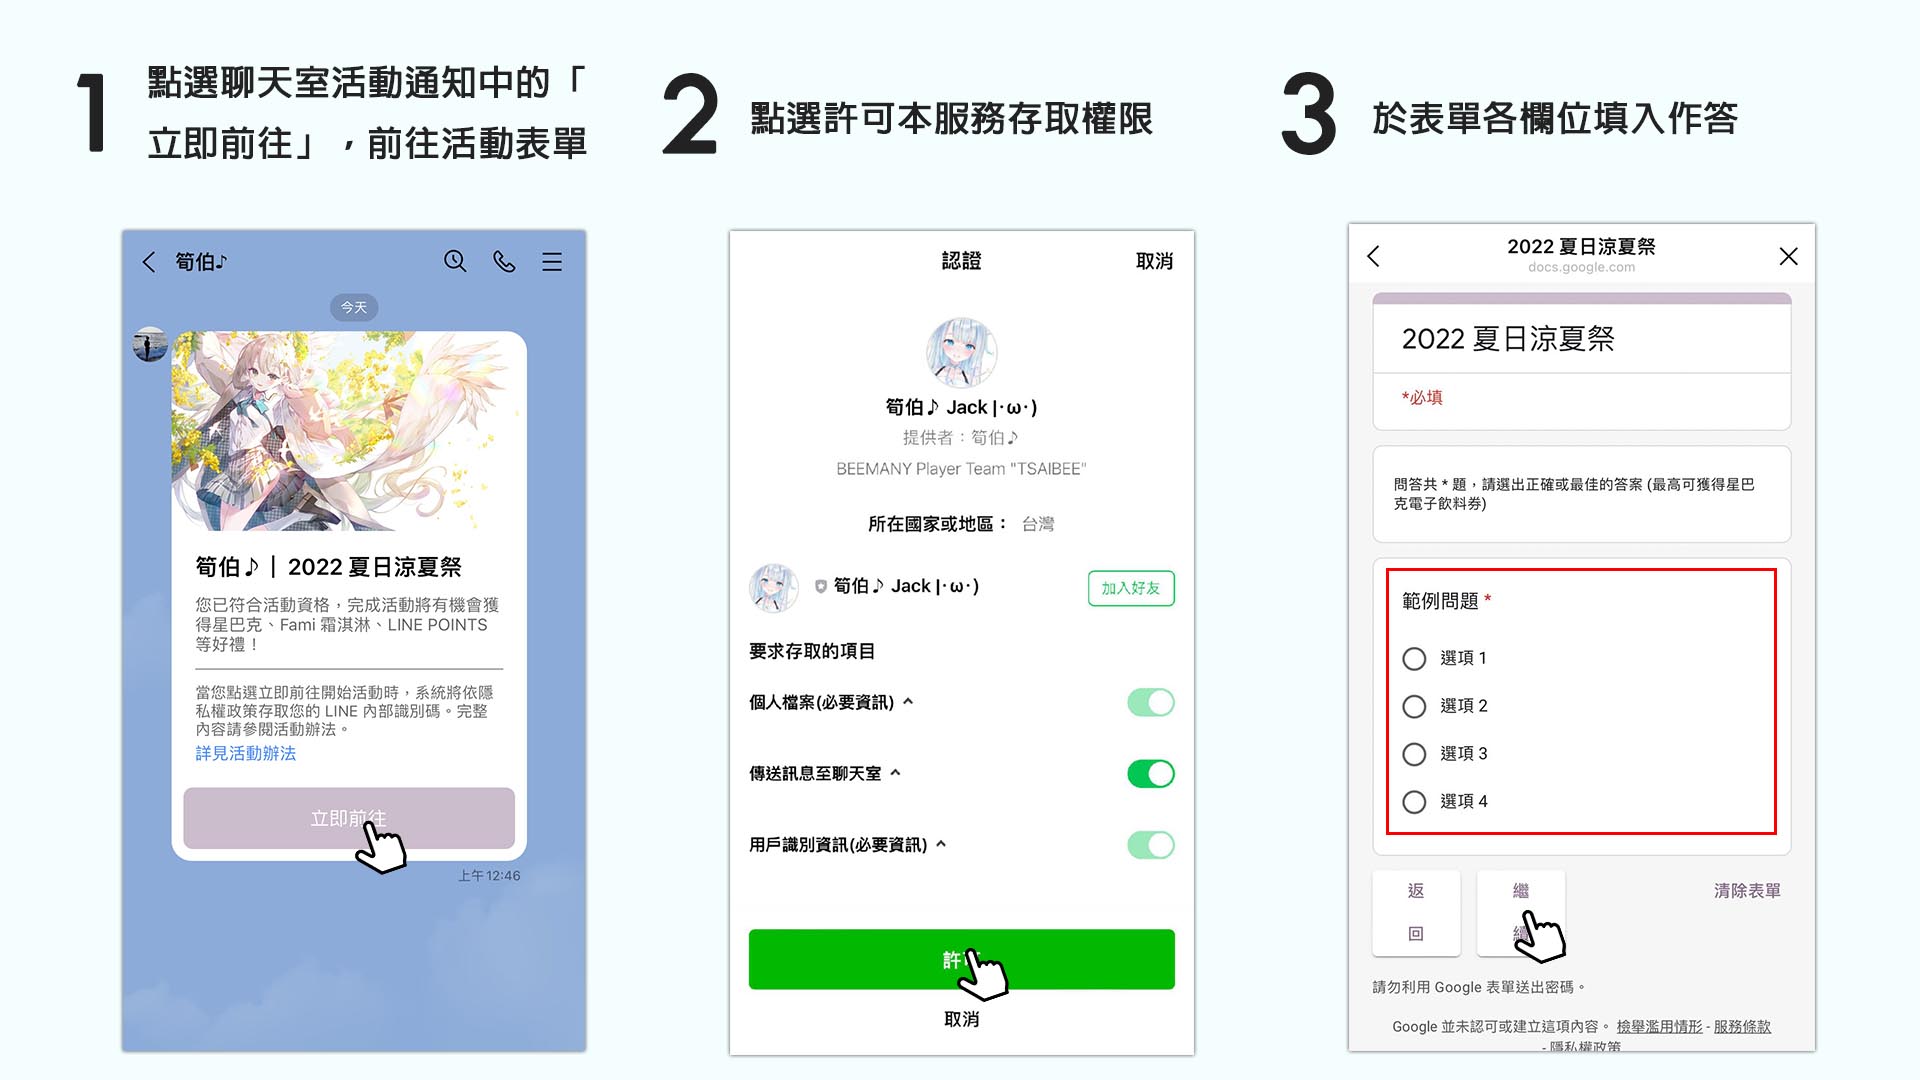 1
點選聊天室活動通知中的「
立即前往」，前往活動表單
筍伯♪
今天
筍伯♪｜2022 夏日涼夏祭
您已符合活動資格，完成活動將有機會獲
得星巴克、Fami 霜淇淋、LINE POINTS
等好禮！
當您點選立即前往開始活動時，系統將依隱
私權政策存取您的 LINE 內部識別碼。完整
內容請參閱活動辦法。
詳見活動辦法
立即前往
上午 12:46
2
點選許可本服務存取權限
認證
取消
筍伯♪ Jack |･ω･)
提供者：筍伯♪
BEEMANY Player Team "TSAIBEE"
所在國家或地區： 台灣
筍伯♪ Jack |･ω･)
加入好友
要求存取的項目
個人檔案(必要資訊)
傳送訊息至聊天室
用戶識別資訊(必要資訊)
許可
取消
3
於表單各欄位填入作答
2022 夏日涼夏祭
docs.google.com
2022 夏日涼夏祭
*必填
問答共 * 題，請選出正確或最佳的答案 (最高可獲得星巴
克電子飲料券)
範例問題 *
選項 1
選項 2
選項 3
選項 4
返
回
繼
續
清除表單
請勿利用 Google 表單送出密碼。
Google 並未認可或建立這項內容。 檢舉濫用情形 - 服務條款
- 隱私權政策